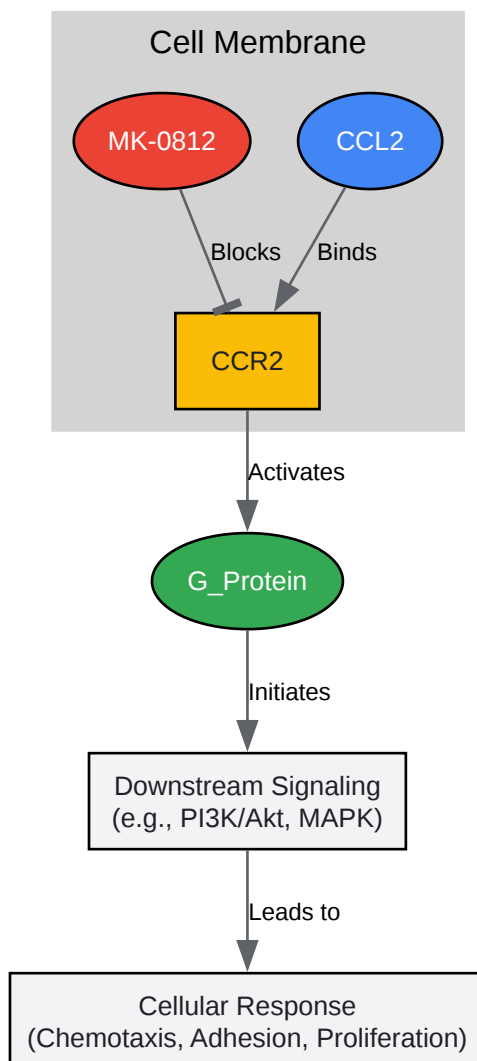 Cell Membrane
MK-0812
CCL2
Blocks
Binds
CCR2
Activates
G_Protein
Initiates
Downstream Signaling
(e.g., PI3K/Akt, MAPK)
Leads to
Cellular Response
(Chemotaxis, Adhesion, Proliferation)